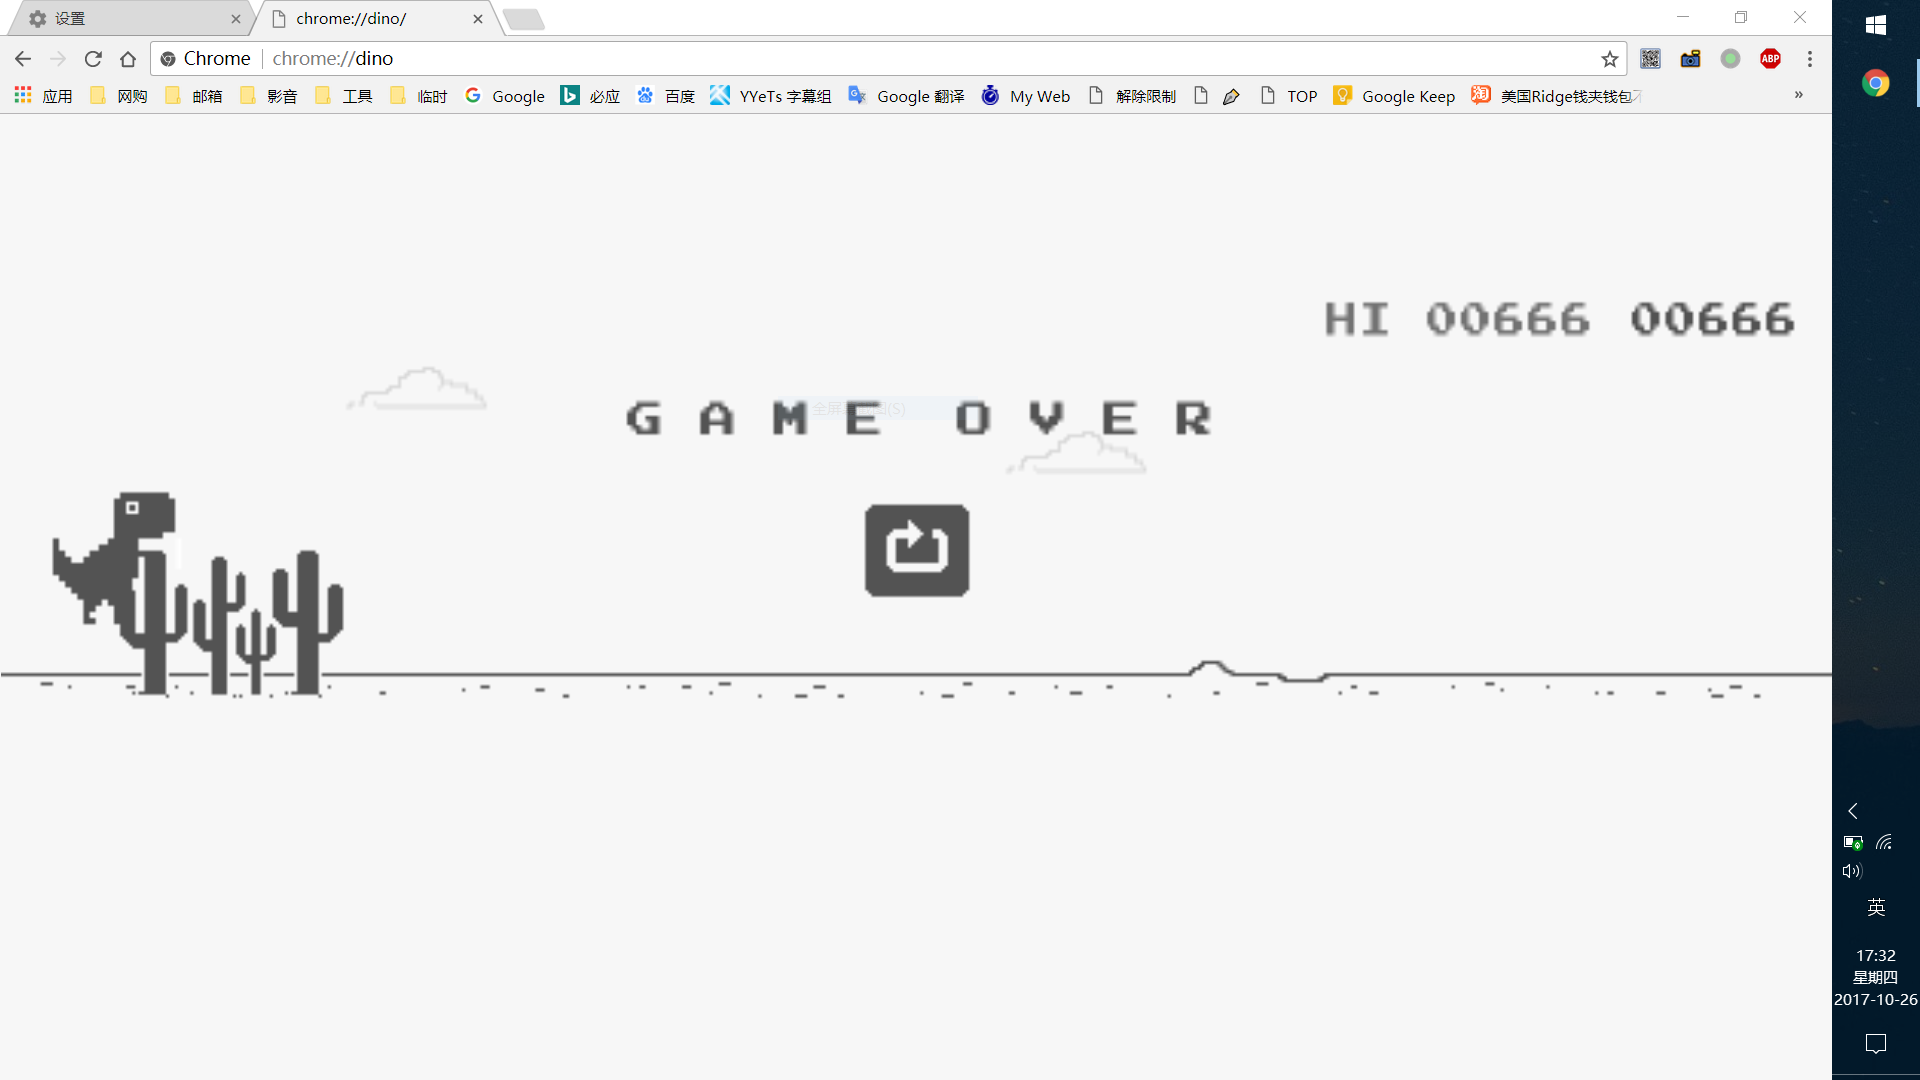 设置
chrome://dino/
Chrome chrome://dino
ABP
应用 网购 邮箱 影音 工具 临时 Google 必应 百度 YYeTs 字幕组 Google 翻译 My Web 解除限制 TOP Google Keep 美国Ridge钱夹钱包
HI 00666 00666
GAME OVER
英
17:32
星期四
2017-10-26